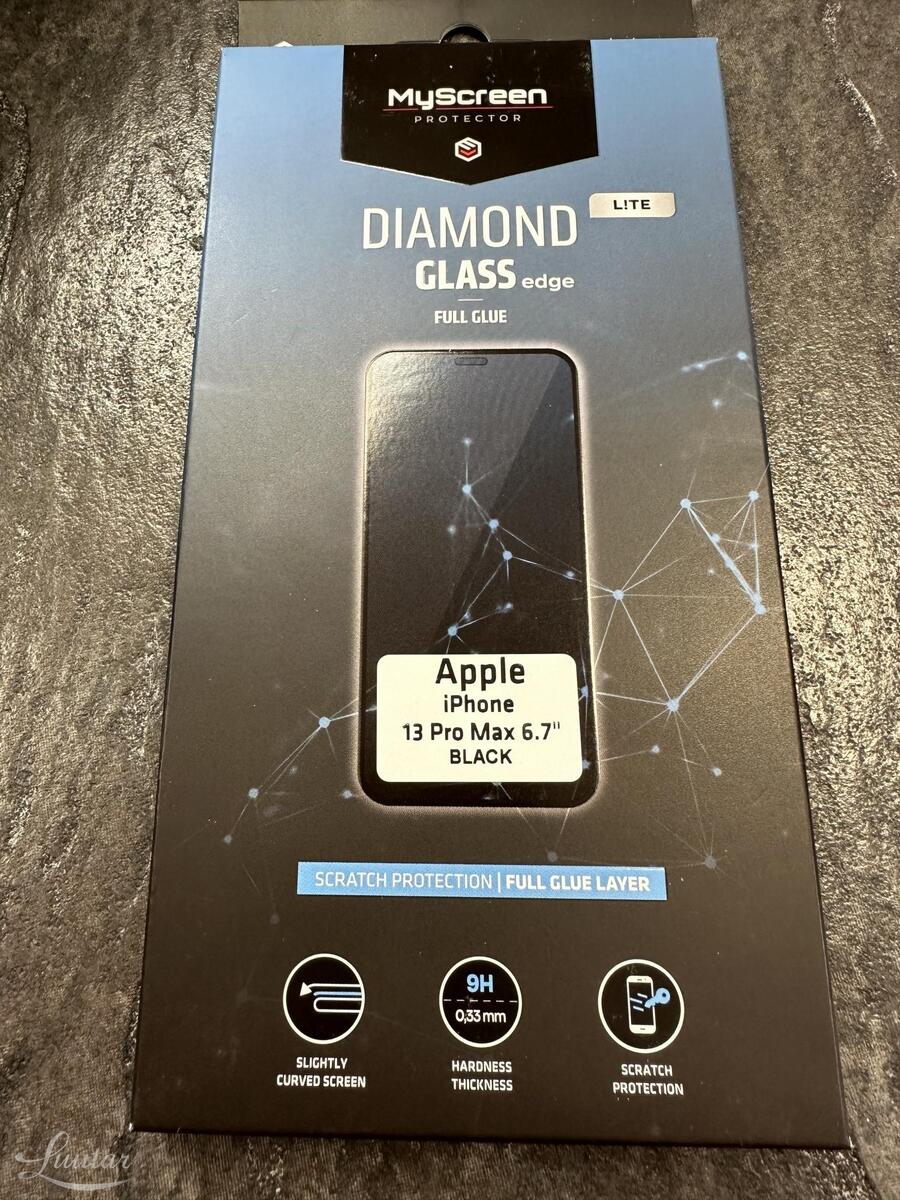 MyScreen
PROTECTOR
L!TE
DIAMOND
GLASS edge
FULL GLUE
Apple
iPhone
13 Pro Max 6.7"
BLACK
SCRATCH PROTECTION | FULL GLUE LAYER
9H
0,33 mm
SLIGHTLY
CURVED SCREEN
HARDNESS
THICKNESS
SCRATCH
PROTECTION
Luutar